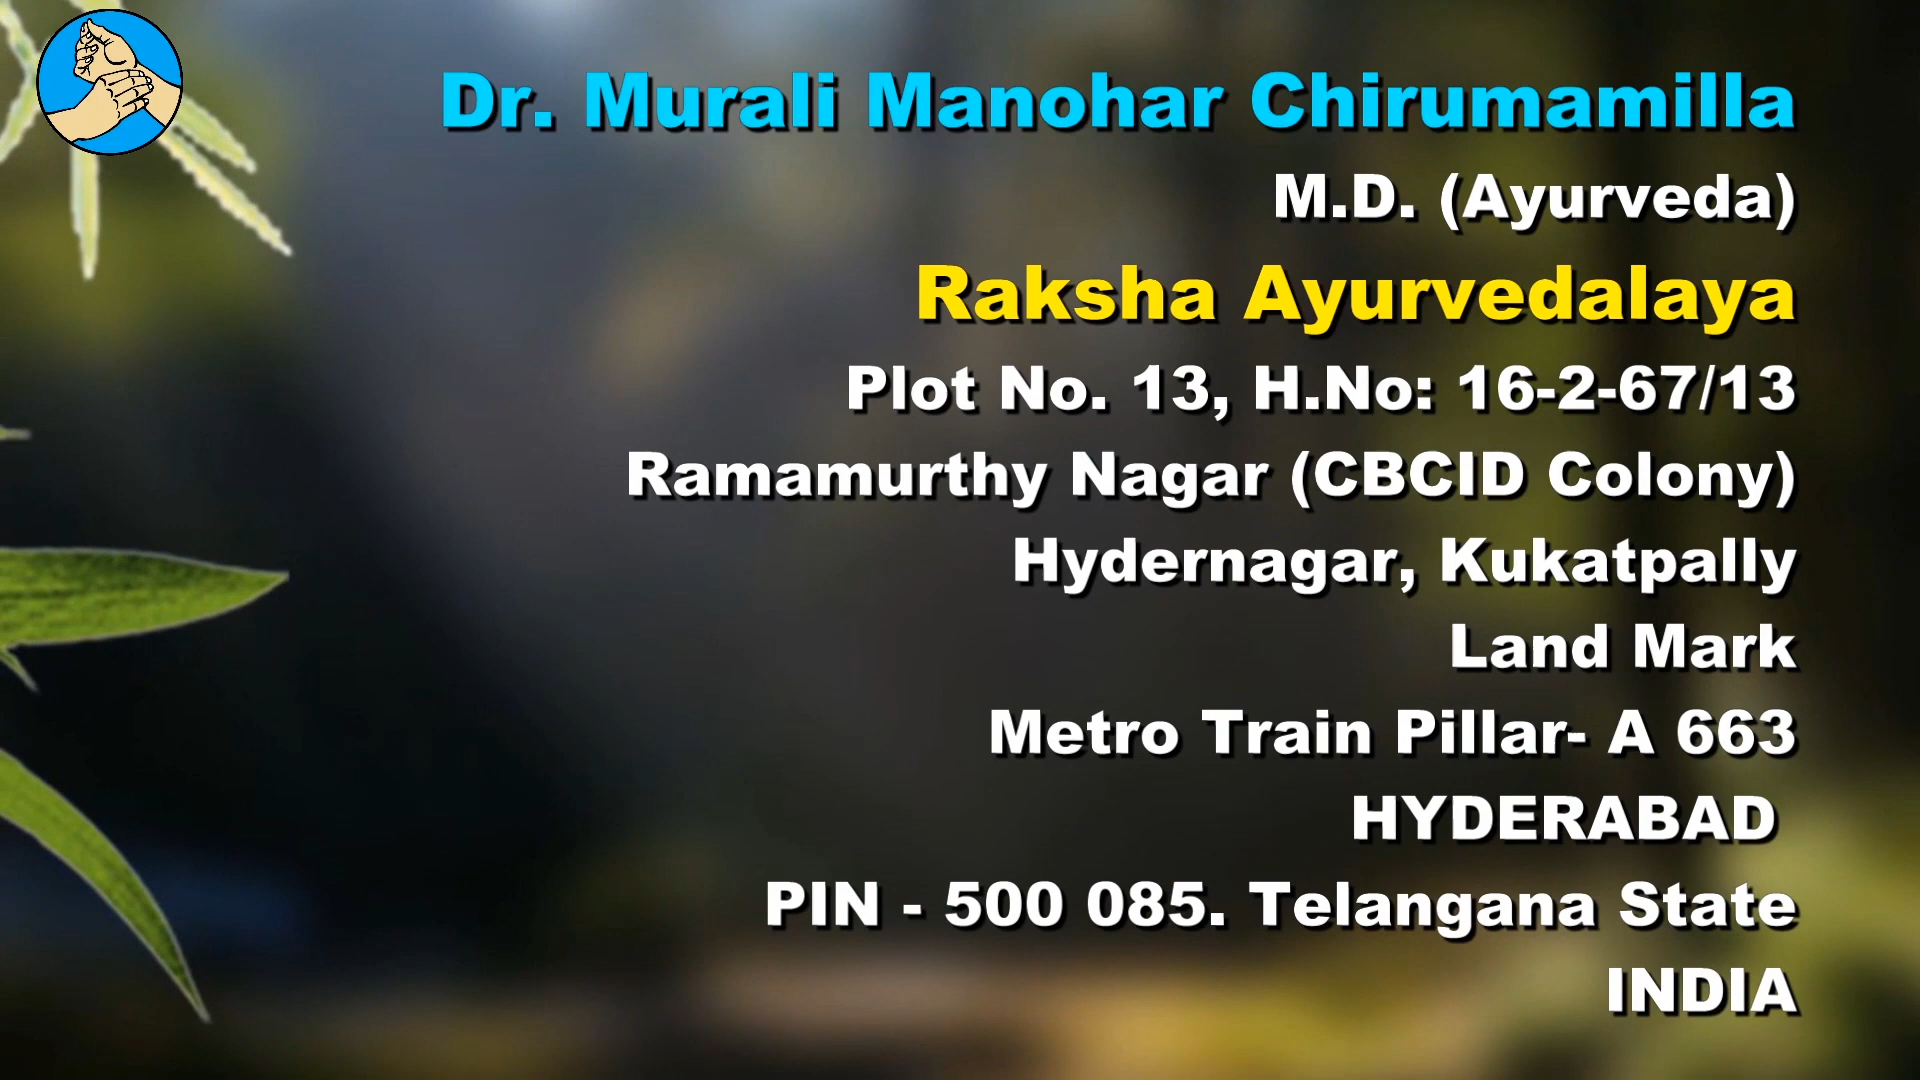 Dr. Murali Manohar Chirumamilla
M.D. (Ayurveda)
Raksha Ayurvedalaya
Plot No. 13, H.No: 16-2-67/13
Ramamurthy Nagar (CBCID Colony)
Hydernagar, Kukatpally
Land Mark
Metro Train Pillar- A 663
HYDERABAD
PIN - 500 085. Telangana State
INDIA